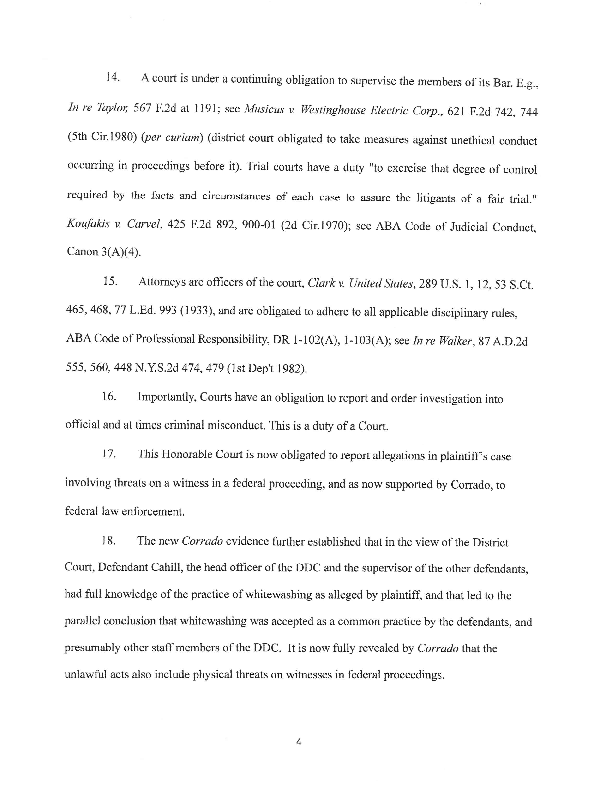 14. A court is under a continuing obligation to supervise the members of its Bar. E.g.,
In re Taylor, 567 F.2d at 1191; see Musicus v. Westinghouse Electric Corp., 621 F.2d 742, 744
(5th Cir.1980) (per curiam) (district court obligated to take measures against unethical conduct
occurring in proceedings before it). Trial courts have a duty "to exercise that degree of control
required by the facts and circumstances of each case to assure the litigants of a fair trial."
Koufakis v. Carvel, 425 F.2d 892, 900-01 (2d Cir.1970); see ABA Code of Judicial Conduct,
Canon 3(A)(4).
15. Attorneys are officers of the court, Clark v. United States, 289 U.S. 1, 12, 53 S.Ct.
465, 468, 77 L.Ed. 993 (1933), and are obligated to adhere to all applicable disciplinary rules,
ABA Code of Professional Responsibility, DR 1-102(A), 1-103(A); see In re Walker, 87 A.D.2d
555, 560, 448 N.Y.S.2d 474, 479 (1st Dep't 1982).
16. Importantly, Courts have an obligation to report and order investigation into
official and at times criminal misconduct. This is a duty of a Court.
17. This Honorable Court is now obligated to report allegations in plaintiff's case
involving threats on a witness in a federal proceeding, and as now supported by Corrado, to
federal law enforcement.
18. The new Corrado evidence further established that in the view of the District
Court, Defendant Cahill, the head officer of the DDC and the supervisor of the other defendants,
had full knowledge of the practice of whitewashing as alleged by plaintiff, and that led to the
parallel conclusion that whitewashing was accepted as a common practice by the defendants, and
presumably other staff members of the DDC. It is now fully revealed by Corrado that the
unlawful acts also include physical threats on witnesses in federal proceedings.
4